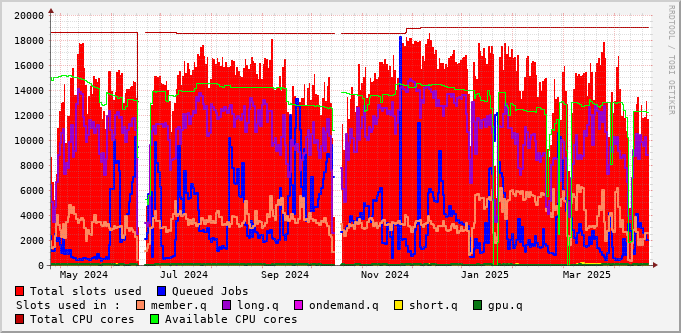 20000
18000
16000
14000
12000
10000
8000
6000
4000
2000
0
May 2024 Jul 2024 Sep 2024 Nov 2024 Jan 2025 Mar 2025
RRDTOOL / TOBI OETIKER
Total slots used Queued Jobs
Slots used in : member.q long.q ondemand.q short.q gpu.q
Total CPU cores Available CPU cores